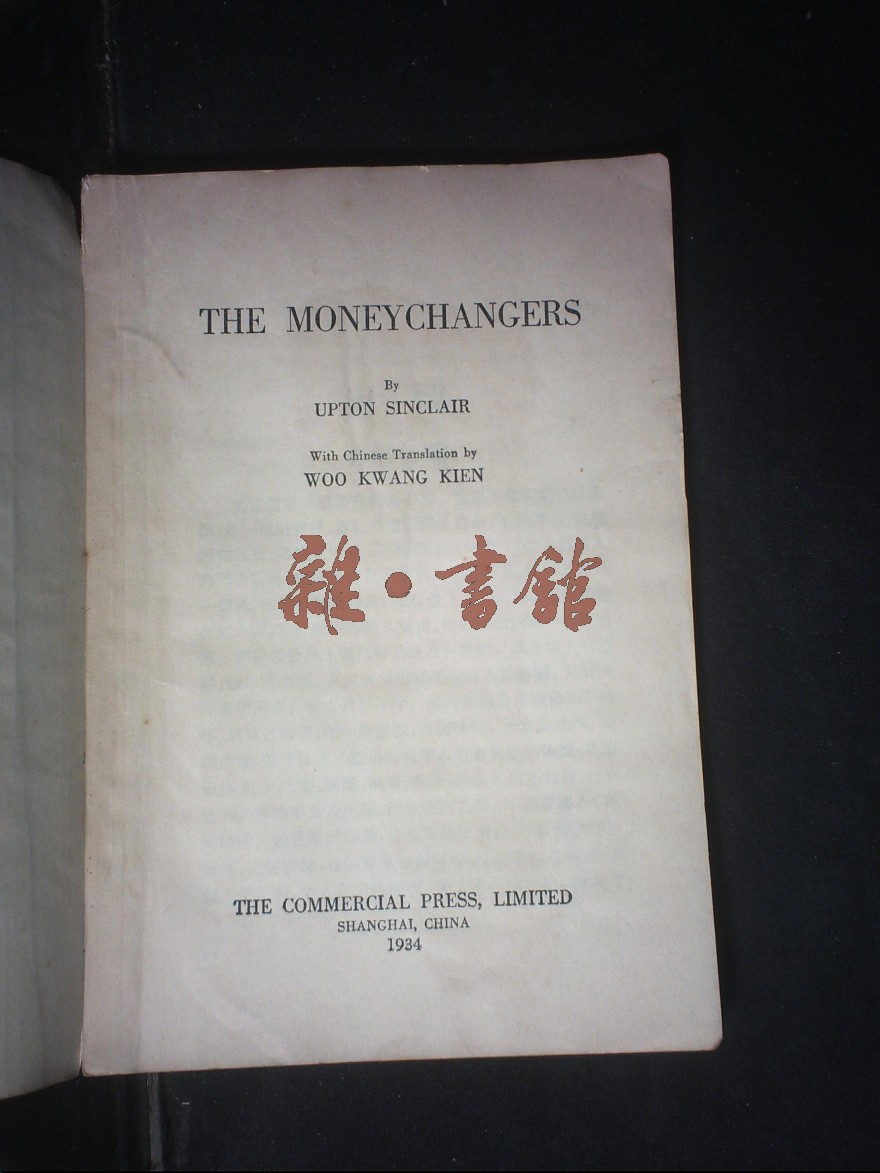 THE MONEYCHANGERS
By
UPTON SINCLAIR
With Chinese Translation by
WOO KWANG KIEN
雜·書館
THE COMMERCIAL PRESS, LIMITED
SHANGHAI, CHINA
1934